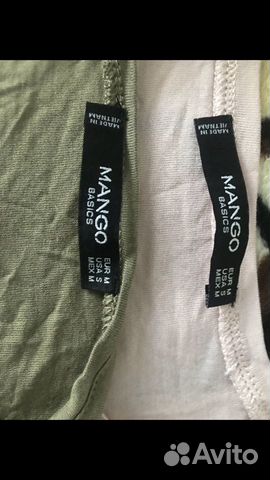 MADE IN
VIETNAM
MANGO
BASICS
EUR M
USA S
MEX M
MADE IN
VIETNAM
MANGO
BASICS
EUR M
USA S
MEX M
Avito